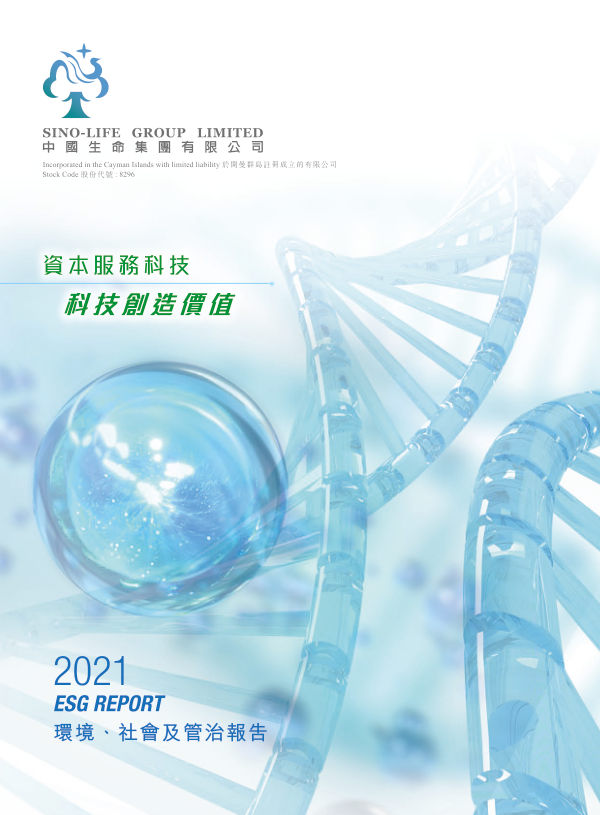 SINO-LIFE GROUP LIMITED
中國生命集團有限公司
Incorporated in the Cayman Islands with limited liability 於開曼群島註冊成立的有限公司
Stock Code 股份代號 : 8296
資本服務科技
科技創造價值
2021
ESG REPORT
環境、社會及管治報告